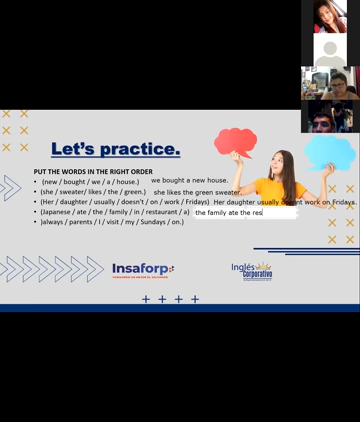 Let's practice.
PUT THE WORDS IN THE RIGHT ORDER
• (new / bought / we / a / house.) we bought a new house.
• (she / sweater/ likes / the / green.) she likes the green sweater.
• (Her / daughter / usually / doesn't / on / work / Fridays) Her daughter usually work on Fridays.
• (Japanese / ate / the / family / in / restaurant / a) the family ate the res
• )always / parents / I / visit / my / Sundays / on.)
Insaforp
Inglés
corporativo